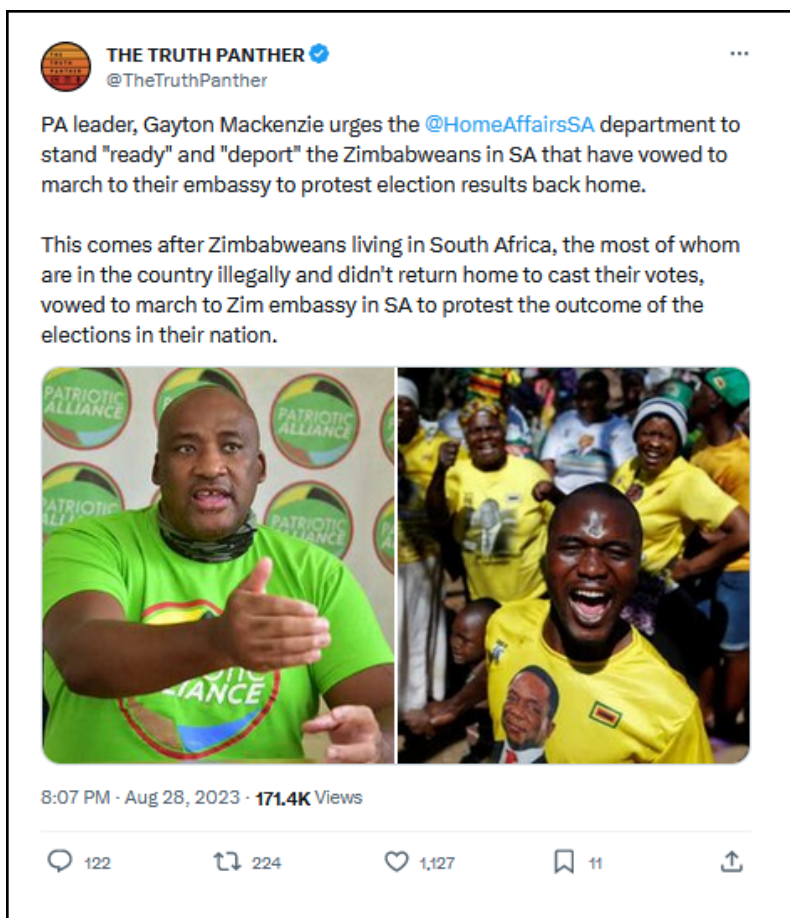 THE TRUTH PANTHER
@TheTruthPanther
PA leader, Gayton Mackenzie urges the @HomeAffairsSA department to
stand "ready" and "deport" the Zimbabweans in SA that have vowed to
march to their embassy to protest election results back home.
This comes after Zimbabweans living in South Africa, the most of whom
are in the country illegally and didn't return home to cast their votes,
vowed to march to Zim embassy in SA to protest the outcome of the
elections in their nation.
PATRIOTIC
ALLIANCE
PATRIOTIC
ALLIANCE
PATRIOTIC
PATRIOTIC
ALLIANCE
8:07 PM · Aug 28, 2023 · 171.4K Views
122
224
1,127
11